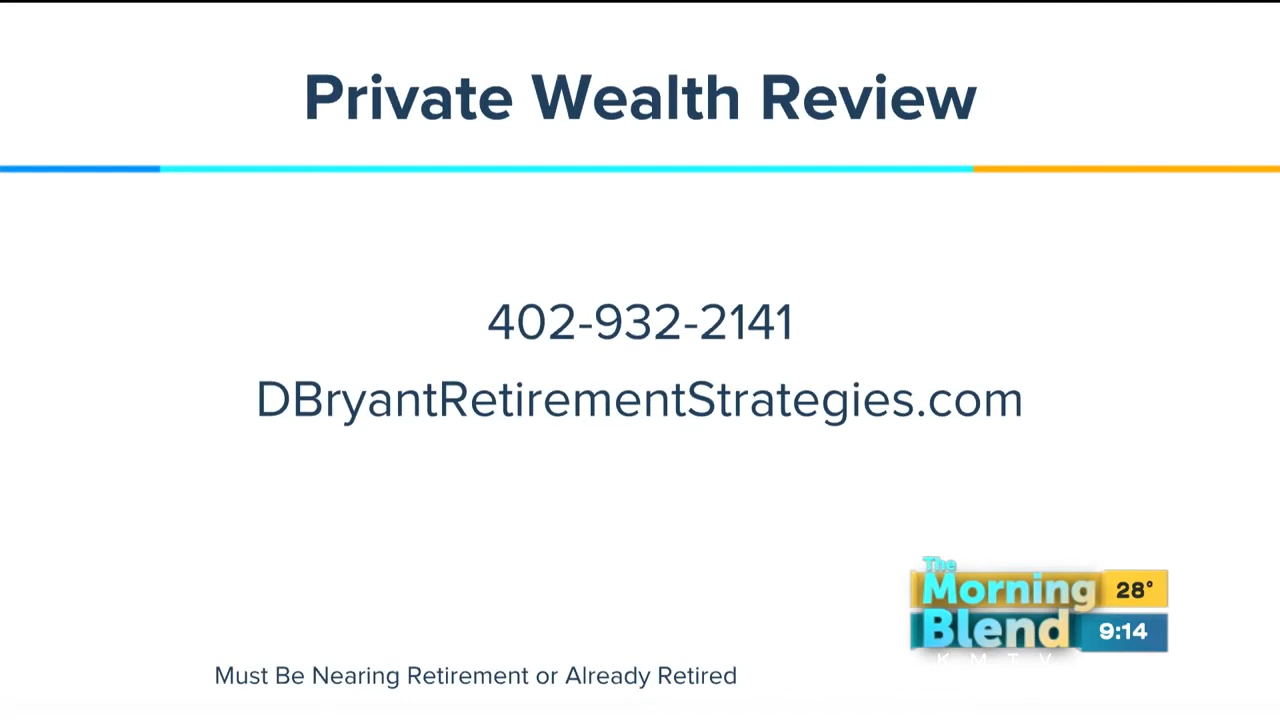 Private Wealth Review
402-932-2141
DBryantRetirementStrategies.com
The
Morning
28°
Blend
9:14
KMTV
Must Be Nearing Retirement or Already Retired